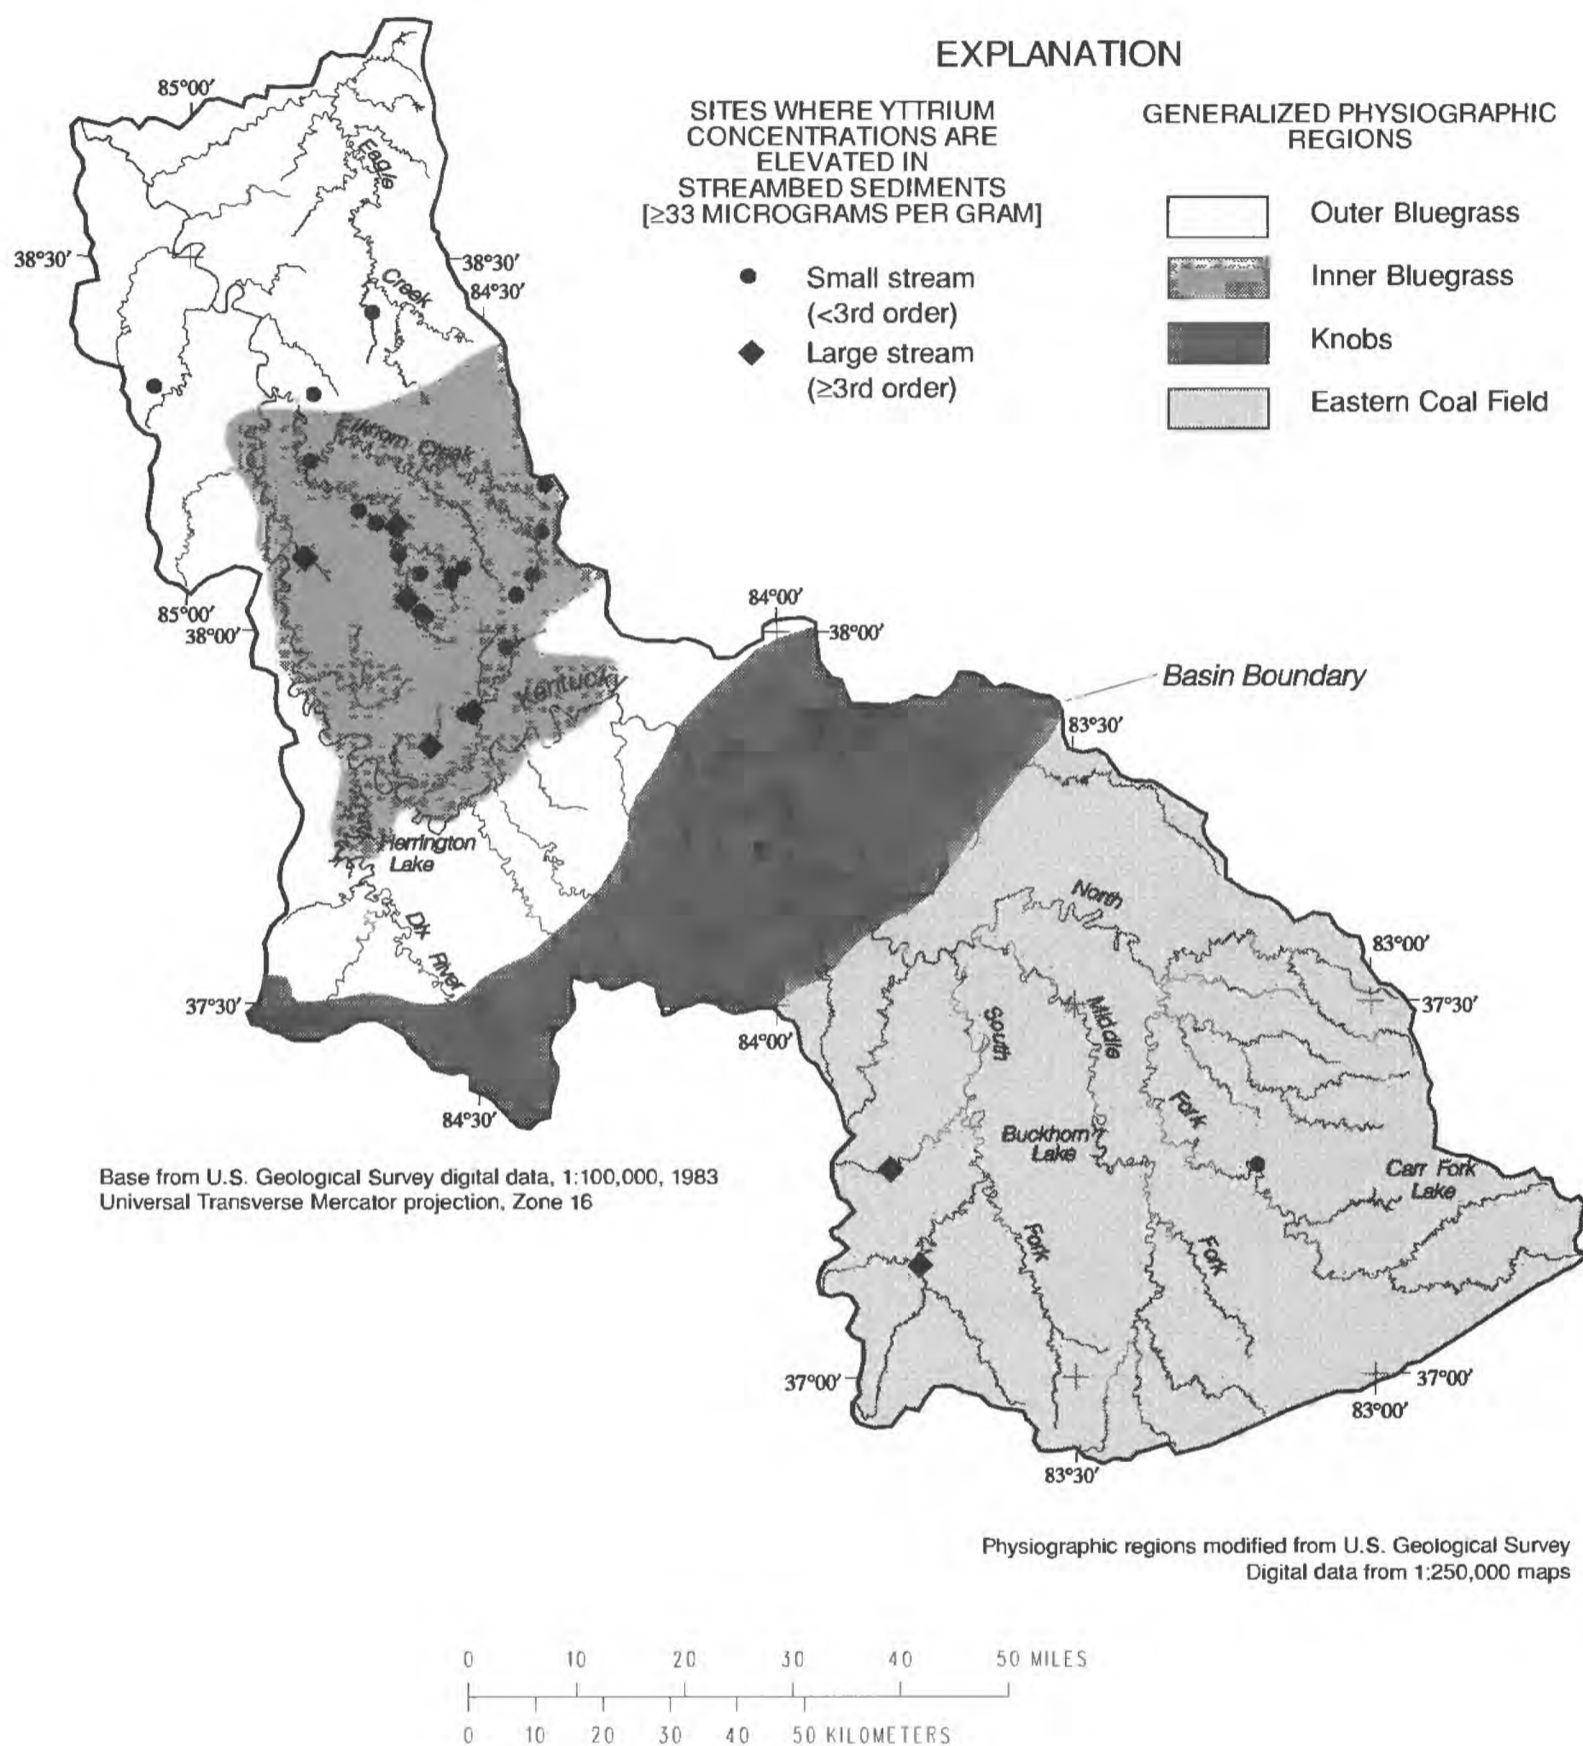 EXPLANATION
SITES WHERE YTTRIUM
CONCENTRATIONS ARE
ELEVATED IN
STREAMBED SEDIMENTS
[≥33 MICROGRAMS PER GRAM]
Small stream
(<3rd order)
Large stream
(≥3rd order)
GENERALIZED PHYSIOGRAPHIC
REGIONS
Outer Bluegrass
Inner Bluegrass
Knobs
Eastern Coal Field
85°00′
Eagle
38°30′
38°30′
84°30′
Creek
Elkhorn Creek
85°00′
38°00′
84°00′
38°00′
Kentucky
Basin Boundary
83°30′
Herrington
Lake
Dix
River
North
83°00′
37°30′
37°30′
84°00′
South
Middle
84°30′
Fork
Buckhorn
Lake
Carr Fork
Lake
Fork
Fork
37°00′
37°00′
83°00′
83°30′
Base from U.S. Geological Survey digital data, 1:100,000, 1983
Universal Transverse Mercator projection, Zone 16
Physiographic regions modified from U.S. Geological Survey
Digital data from 1:250,000 maps
0 10 20 30 40 50 MILES
0 10 20 30 40 50 KILOMETERS